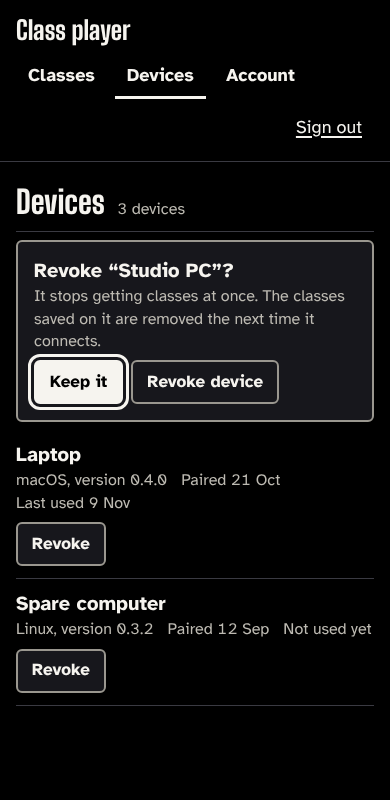 Class player
Classes Devices Account
Sign out
Devices 3 devices
Revoke “Studio PC”?
It stops getting classes at once. The classes
saved on it are removed the next time it
connects.
Keep it Revoke device
Laptop
macOS, version 0.4.0 Paired 21 Oct
Last used 9 Nov
Revoke
Spare computer
Linux, version 0.3.2 Paired 12 Sep Not used yet
Revoke